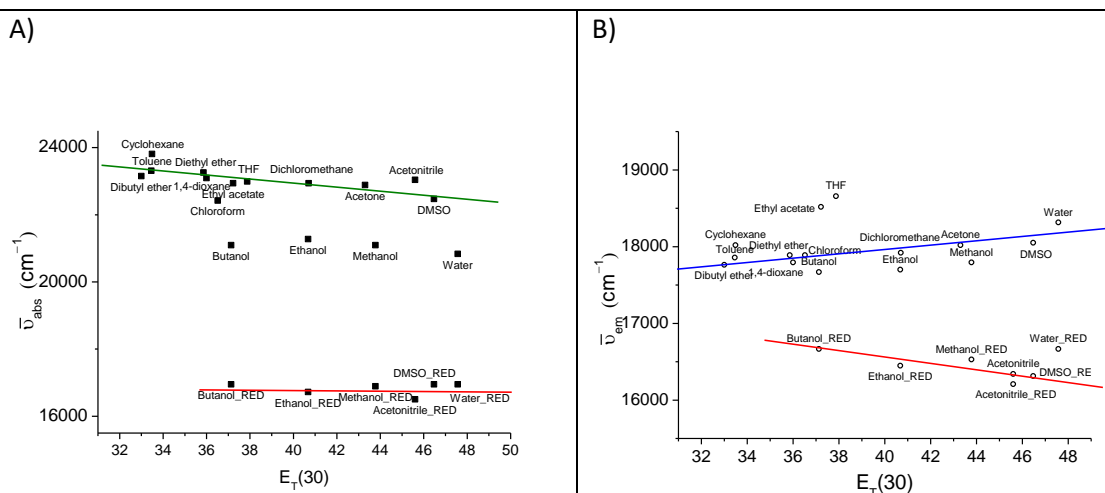 A)
24000
20000
16000
ῡabs (cm⁻¹)
Cyclohexane
Toluene Diethyl ether THF Dichloromethane Acetonitrile
Dibutyl ether 1,4-dioxane
Ethyl acetate Acetone
Chloroform DMSO
Butanol Ethanol Methanol Water
DMSO_RED
Butanol_RED Methanol_RED Water_RED
Ethanol_RED Acetonitrile_RED
32 34 36 38 40 42 44 46 48 50
E_T(30)
B)
19000
18000
17000
16000
ῡem (cm⁻¹)
THF
Ethyl acetate Water
Cyclohexane Dichloromethane Acetone
Toluene Diethyl ether Chloroform Methanol DMSO
Dibutyl ether 1,4-dioxane Butanol Ethanol
Butanol_RED Methanol_RED Water_RED
Ethanol_RED Acetonitrile DMSO_RE
Acetonitrile_RED
32 34 36 38 40 42 44 46 48
E_T(30)